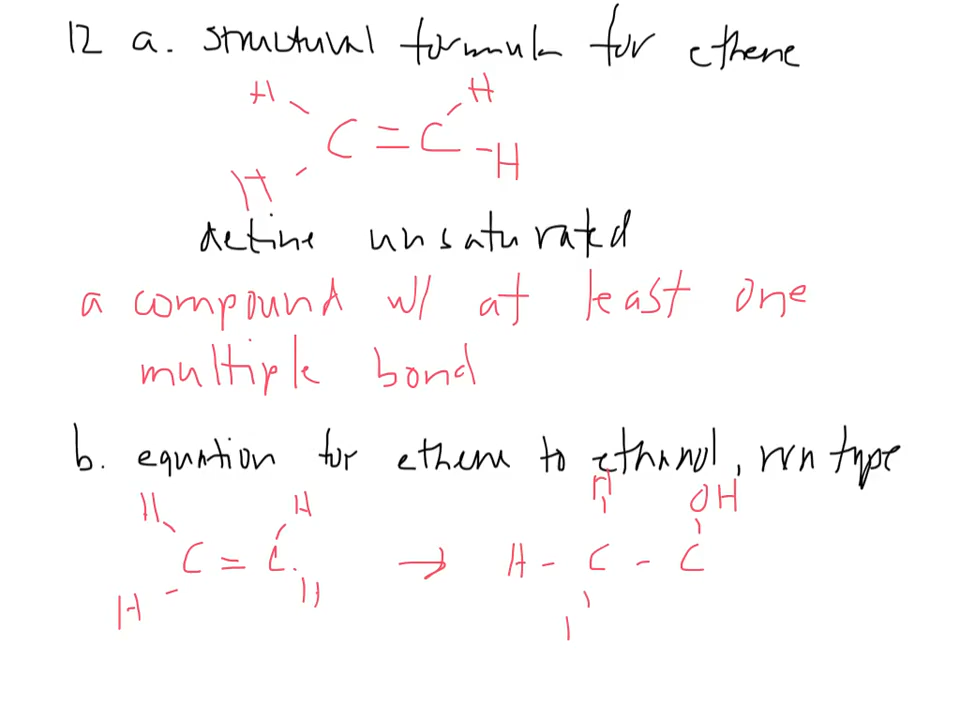 12 a. structural formula for ethene
H H
C = C
H - H
define unsaturated
a compound w/ at least one
multiple bond
b. equation for ethene to ethanol, rxn type
H H H OH
C = C → H - C - C
H H